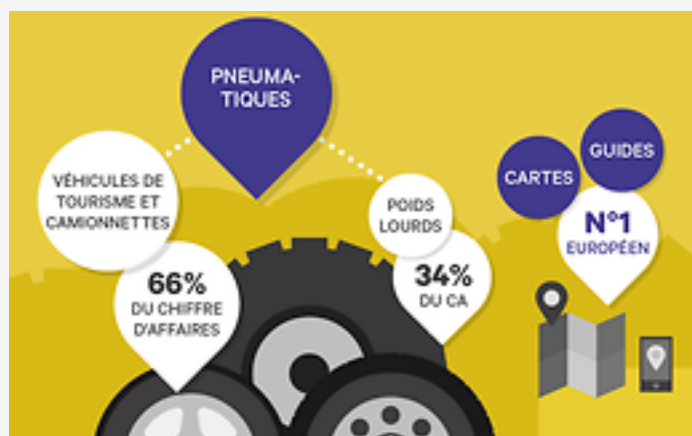 PNEUMA-
TIQUES
VÉHICULES DE
TOURISME ET
CAMIONNETTES
66%
DU CHIFFRE
D'AFFAIRES
POIDS
LOURDS
34%
DU CA
CARTES
GUIDES
N°1
EUROPÉEN